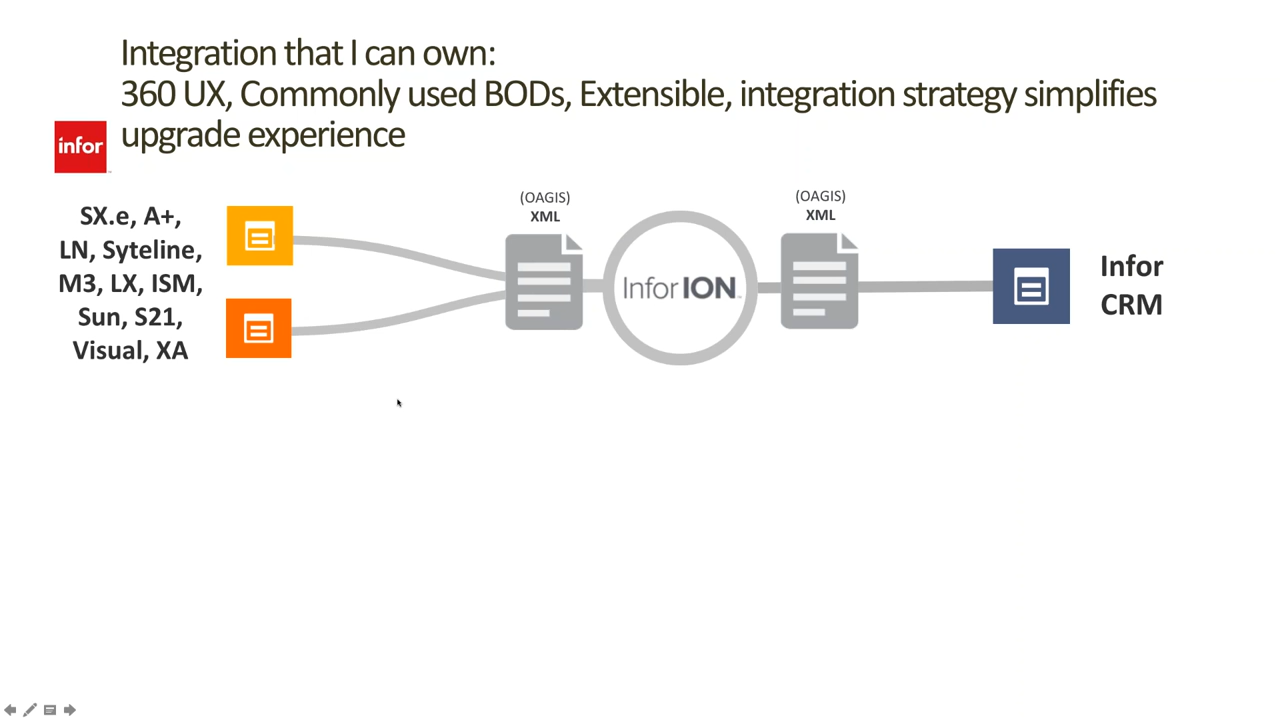 Integration that I can own:
360 UX, Commonly used BODs, Extensible, integration strategy simplifies
upgrade experience
infor
SX.e, A+,
LN, Syteline,
M3, LX, ISM,
Sun, S21,
Visual, XA
(OAGIS)
XML
Infor ION
(OAGIS)
XML
Infor
CRM